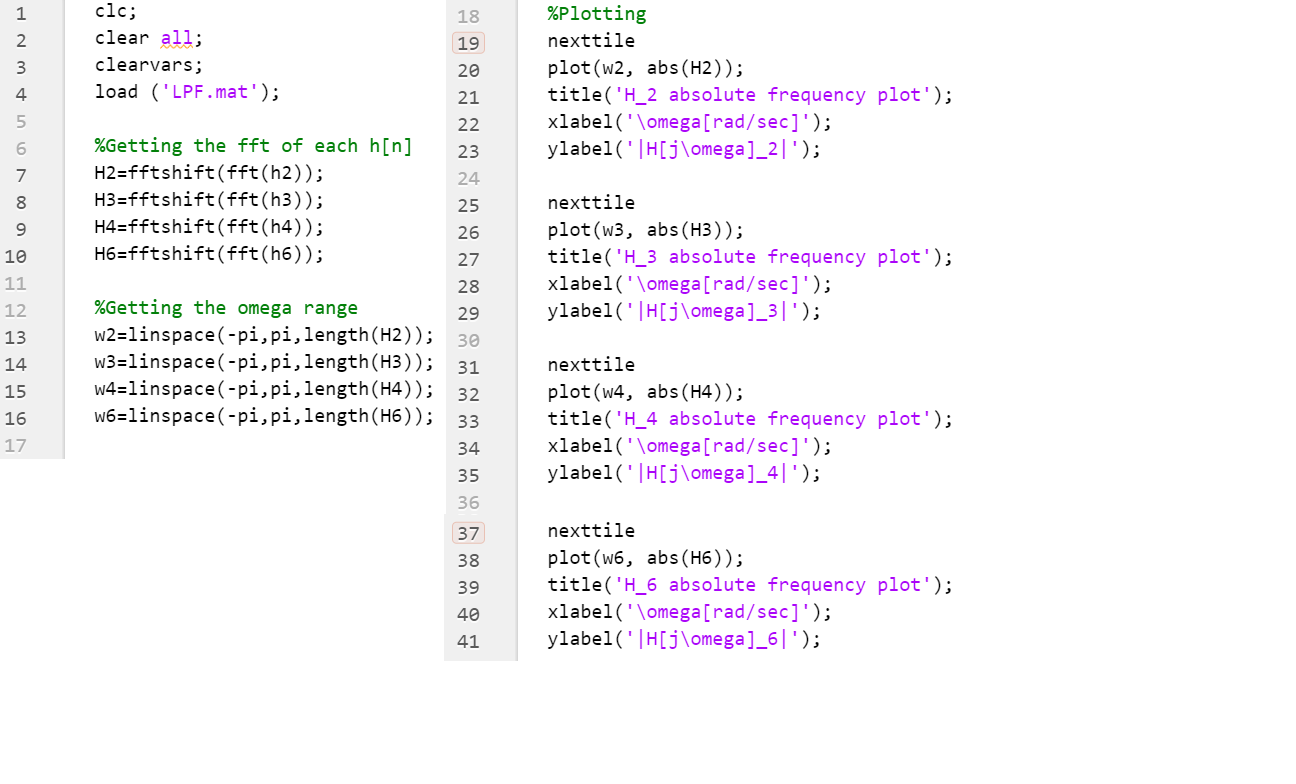 1 clc;
2 clear all;
3 clearvars;
4 load ('LPF.mat');
5
6 %Getting the fft of each h[n]
7 H2=fftshift(fft(h2));
8 H3=fftshift(fft(h3));
9 H4=fftshift(fft(h4));
10 H6=fftshift(fft(h6));
11
12 %Getting the omega range
13 w2=linspace(-pi,pi,length(H2));
14 w3=linspace(-pi,pi,length(H3));
15 w4=linspace(-pi,pi,length(H4));
16 w6=linspace(-pi,pi,length(H6));
17
18 %Plotting
19 nexttile
20 plot(w2, abs(H2));
21 title('H_2 absolute frequency plot');
22 xlabel('\omega[rad/sec]');
23 ylabel('|H[j\omega]_2|');
24
25 nexttile
26 plot(w3, abs(H3));
27 title('H_3 absolute frequency plot');
28 xlabel('\omega[rad/sec]');
29 ylabel('|H[j\omega]_3|');
30
31 nexttile
32 plot(w4, abs(H4));
33 title('H_4 absolute frequency plot');
34 xlabel('\omega[rad/sec]');
35 ylabel('|H[j\omega]_4|');
36
37 nexttile
38 plot(w6, abs(H6));
39 title('H_6 absolute frequency plot');
40 xlabel('\omega[rad/sec]');
41 ylabel('|H[j\omega]_6|');